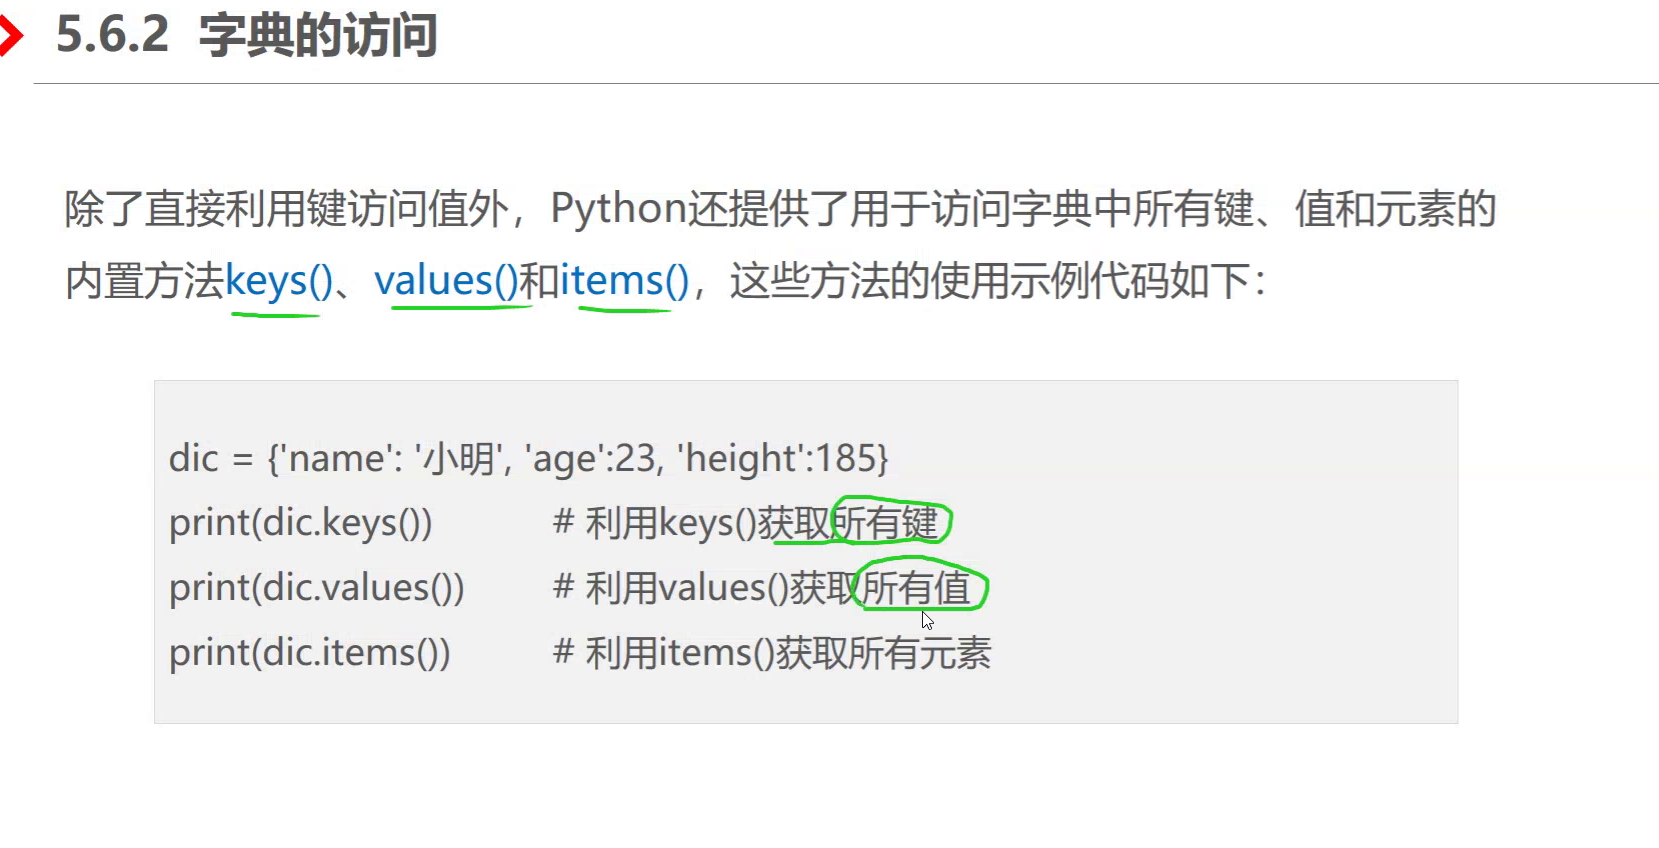 5.6.2 字典的访问
除了直接利用键访问值外，Python还提供了用于访问字典中所有键、值和元素的
内置方法keys()、values()和items()，这些方法的使用示例代码如下：
dic = {'name': '小明', 'age':23, 'height':185}
print(dic.keys()) # 利用keys()获取所有键
print(dic.values()) # 利用values()获取所有值
print(dic.items()) # 利用items()获取所有元素